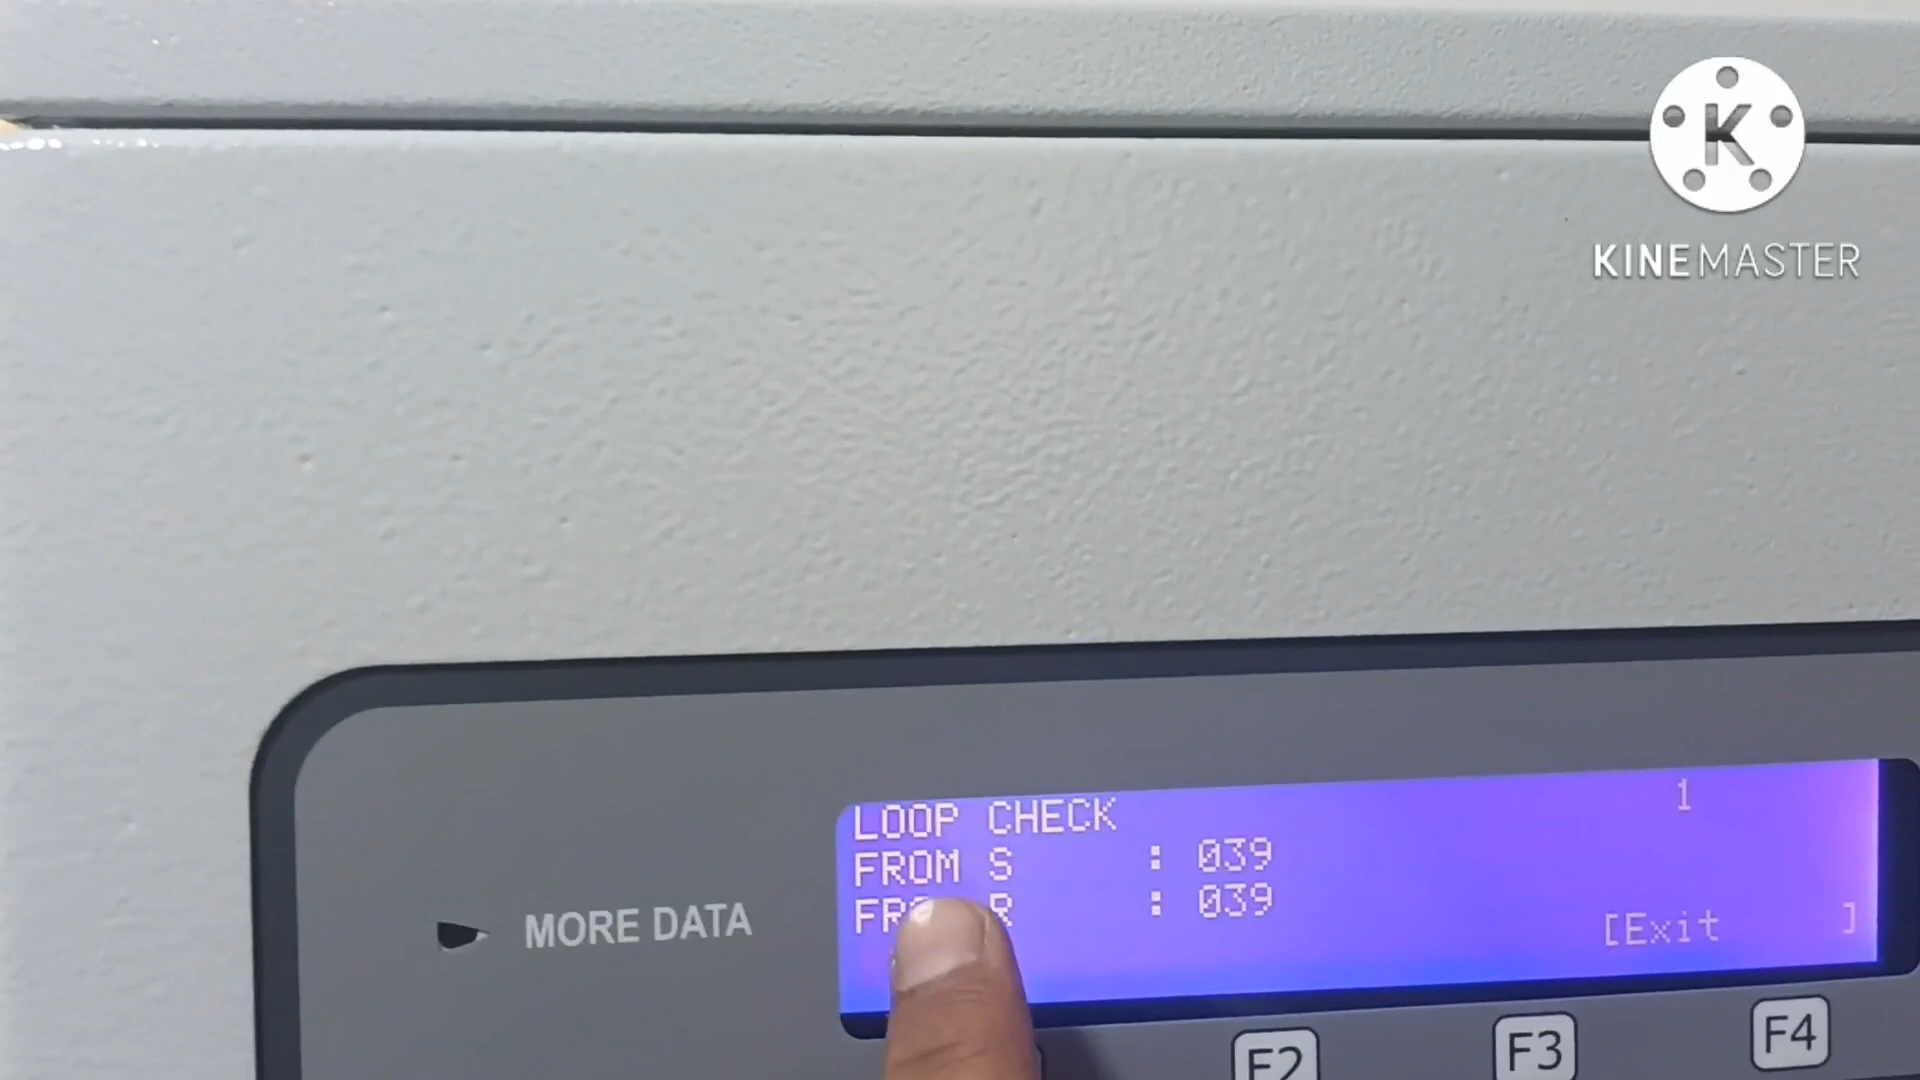 K
KINEMASTER
LOOP CHECK 1
FROM S : 039
FROM R : 039
[Exit ]
MORE DATA
F2 F3 F4